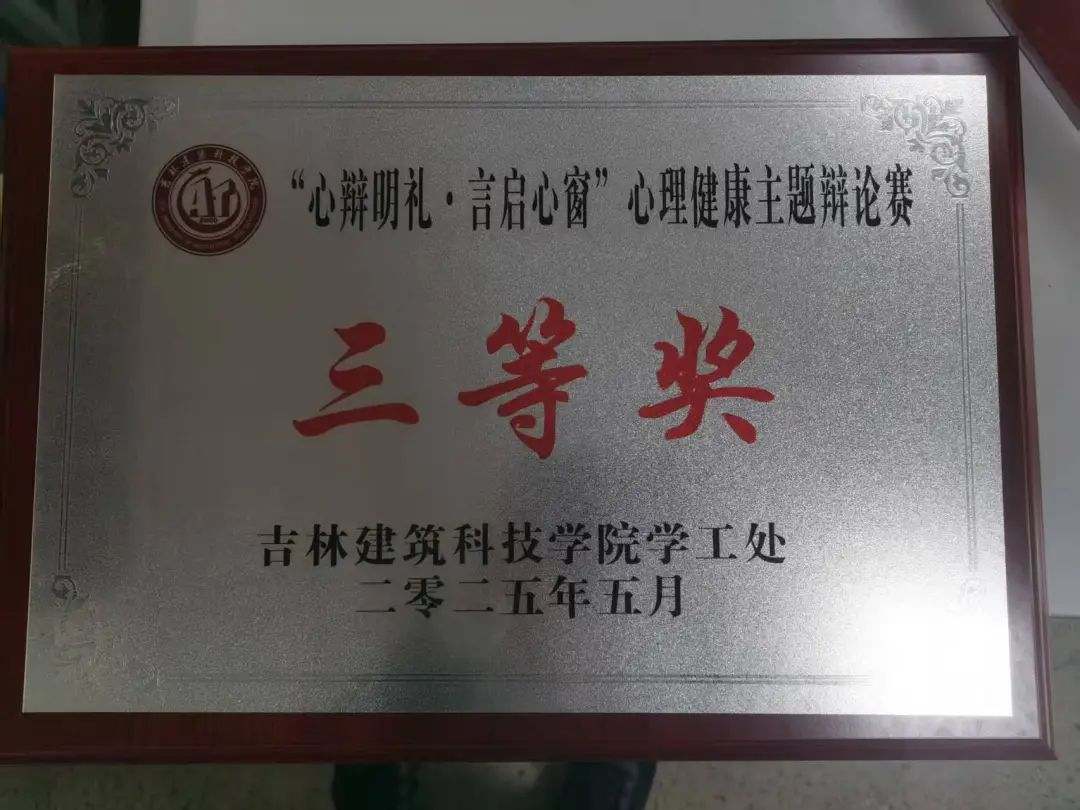 “心辩明礼·言启心窗”心理健康主题辩论赛
三等奖
吉林建筑科技学院学工处
二零二五年五月